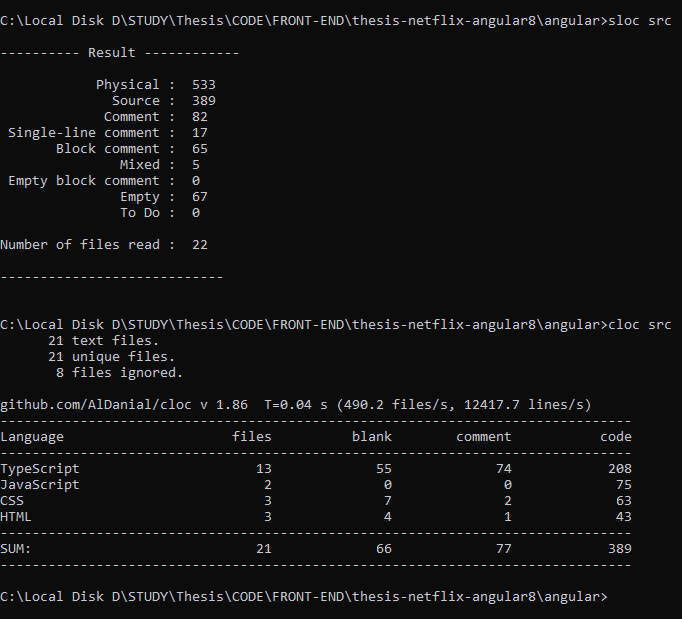 C:\Local Disk D\STUDY\Thesis\CODE\FRONT-END\thesis-netflix-angular8\angular>sloc src
---------- Result ------------
Physical :  533
Source :  389
Comment :  82
Single-line comment :  17
Block comment :  65
Mixed :  5
Empty block comment :  0
Empty :  67
To Do :  0
Number of files read :  22
----------------------------
C:\Local Disk D\STUDY\Thesis\CODE\FRONT-END\thesis-netflix-angular8\angular>cloc src
21 text files.
21 unique files.
8 files ignored.
github.com/AlDanial/cloc v 1.86  T=0.04 s (490.2 files/s, 12417.7 lines/s)
-------------------------------------------------------------------------------
Language                     files          blank        comment           code
-------------------------------------------------------------------------------
TypeScript                      13             55             74            208
JavaScript                       2              0              0             75
CSS                              3              7              2             63
HTML                             3              4              1             43
-------------------------------------------------------------------------------
SUM:                            21             66             77            389
-------------------------------------------------------------------------------
C:\Local Disk D\STUDY\Thesis\CODE\FRONT-END\thesis-netflix-angular8\angular>